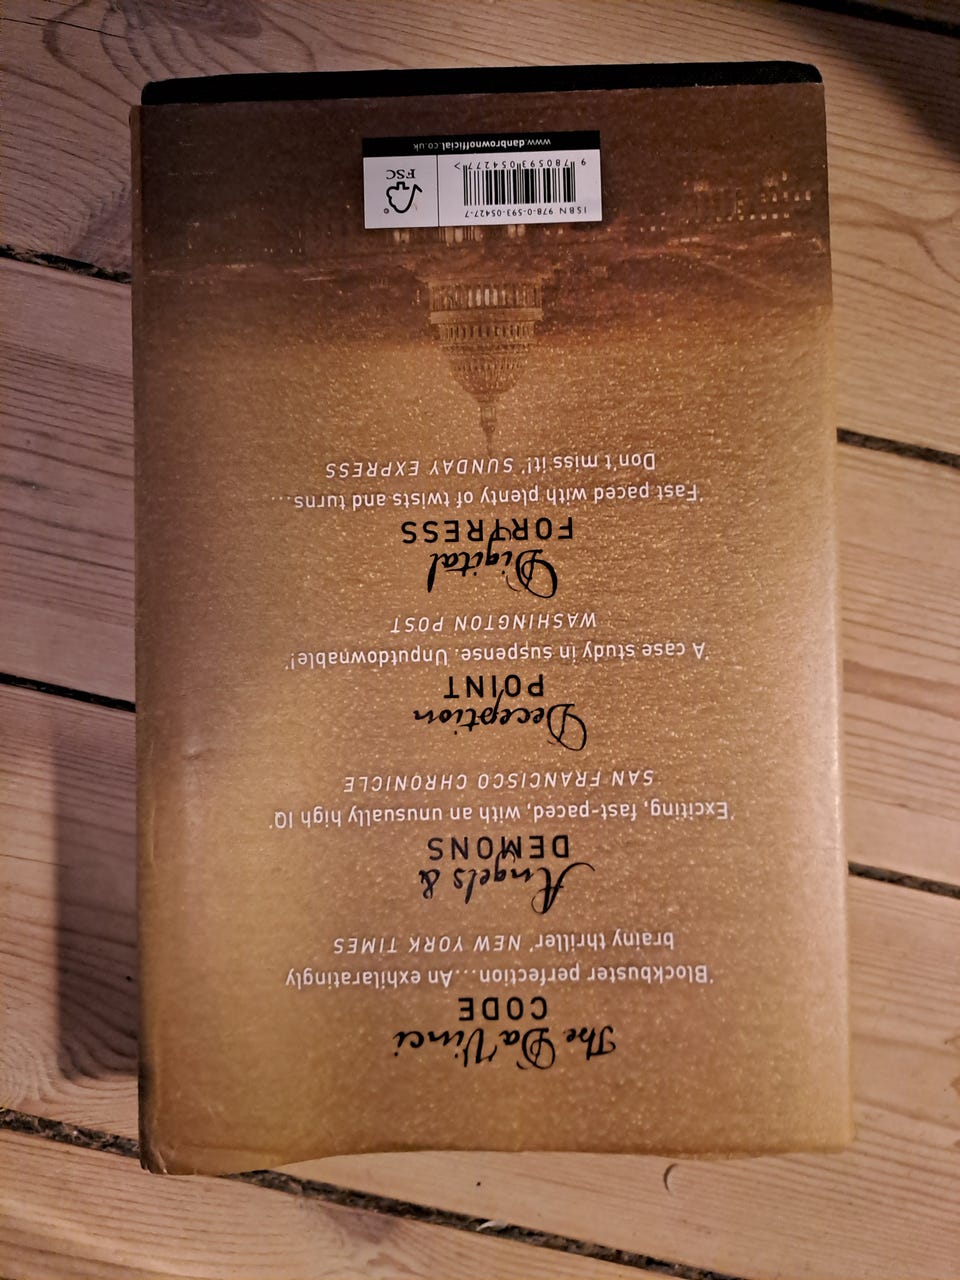 The Da Vinci
CODE
'Blockbuster perfection...An exhilaratingly
brainy thriller' NEW YORK TIMES
Angels &
DEMONS
'Exciting, fast-paced, with an unusually high IQ'
SAN FRANCISCO CHRONICLE
Deception
POINT
'A case study in suspense. Unputdownable!'
WASHINGTON POST
Digital
FORTRESS
'Fast paced with plenty of twists and turns...
Don't miss it!' SUNDAY EXPRESS
ISBN 978-0-593-05427-7
9 780593 054277 >
FSC
www.danbrownofficial.co.uk